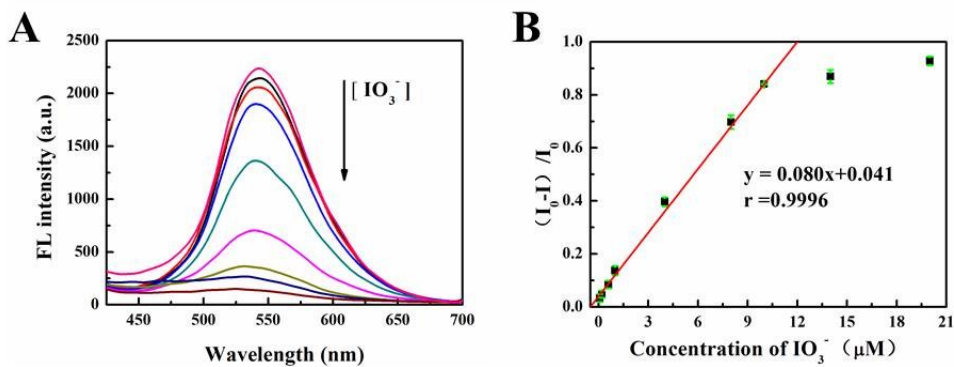 A
2500
2000
1500
1000
500
0
450 500 550 600 650 700
Wavelength (nm)
FL intensity (a.u.)
[ IO₃⁻ ]
B
1.0
0.8
0.6
0.4
0.2
0.0
0 3 6 9 12 15 18 21
Concentration of IO₃⁻ (μM)
(I₀-I) /I₀
y = 0.080x+0.041
r =0.9996